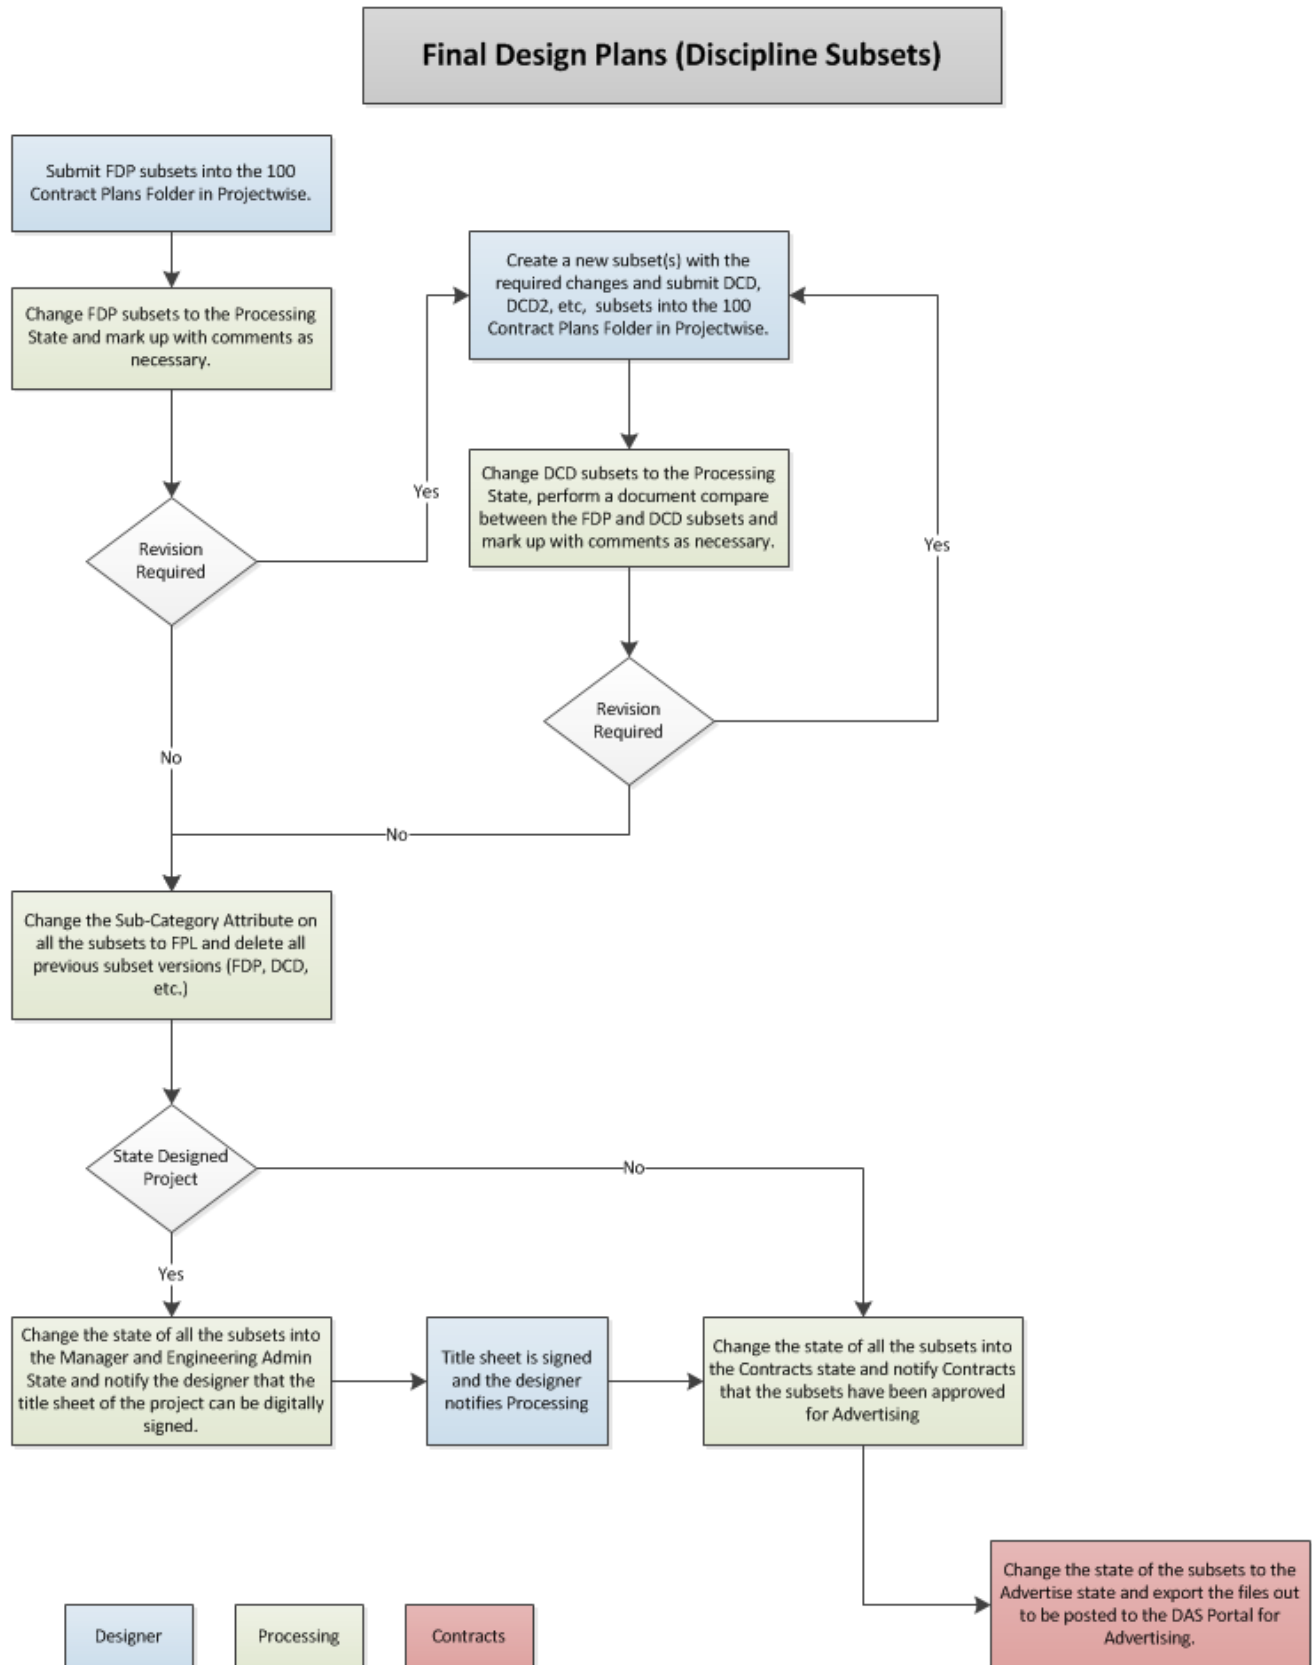 Final Design Plans (Discipline Subsets)
Submit FDP subsets into the 100
Contract Plans Folder in Projectwise.
Change FDP subsets to the Processing
State and mark up with comments as
necessary.
Revision
Required
Yes
No
Create a new subset(s) with the
required changes and submit DCD,
DCD2, etc,  subsets into the 100
Contract Plans Folder in Projectwise.
Change DCD subsets to the Processing
State, perform a document compare
between the FDP and DCD subsets and
mark up with comments as necessary.
Revision
Required
Yes
No
Change the Sub-Category Attribute on
all the subsets to FPL and delete all
previous subset versions (FDP, DCD,
etc.)
State Designed
Project
No
Yes
Change the state of all the subsets into
the Manager and Engineering Admin
State and notify the designer that the
title sheet of the project can be digitally
signed.
Title sheet is signed
and the designer
notifies Processing
Change the state of all the subsets into
the Contracts state and notify Contracts
that the subsets have been approved
for Advertising
Change the state of the subsets to the
Advertise state and export the files out
to be posted to the DAS Portal for
Advertising.
Designer
Processing
Contracts